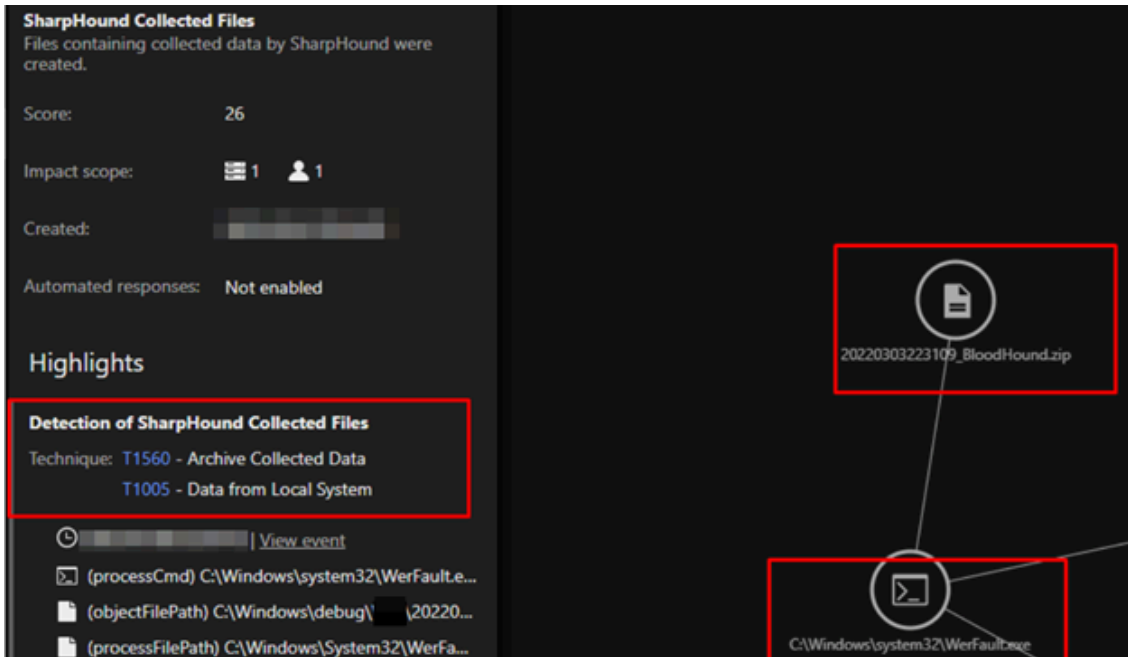 SharpHound Collected Files
Files containing collected data by SharpHound were
created.
Score: 26
Impact scope: 1 1
Created:
Automated responses: Not enabled
Highlights
Detection of SharpHound Collected Files
Technique: T1560 - Archive Collected Data
T1005 - Data from Local System
| View event
(processCmd) C:\Windows\system32\WerFault.e...
(objectFilePath) C:\Windows\debug\ \20220...
(processFilePath) C:\Windows\System32\WerFa...
20220303223109_BloodHound.zip
C:\Windows\system32\WerFault.exe